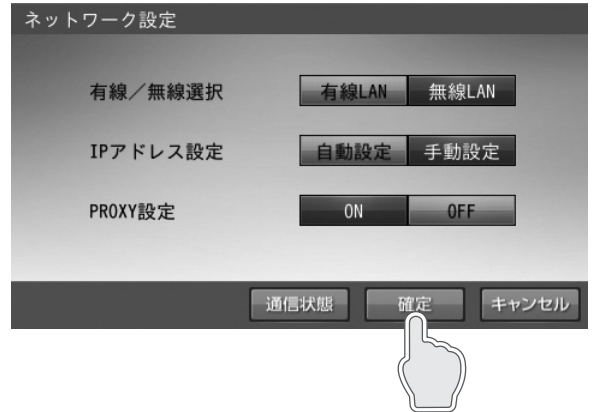 ネットワーク設定
有線／無線選択 有線LAN 無線LAN
IPアドレス設定 自動設定 手動設定
PROXY設定 ON OFF
通信状態 確定 キャンセル